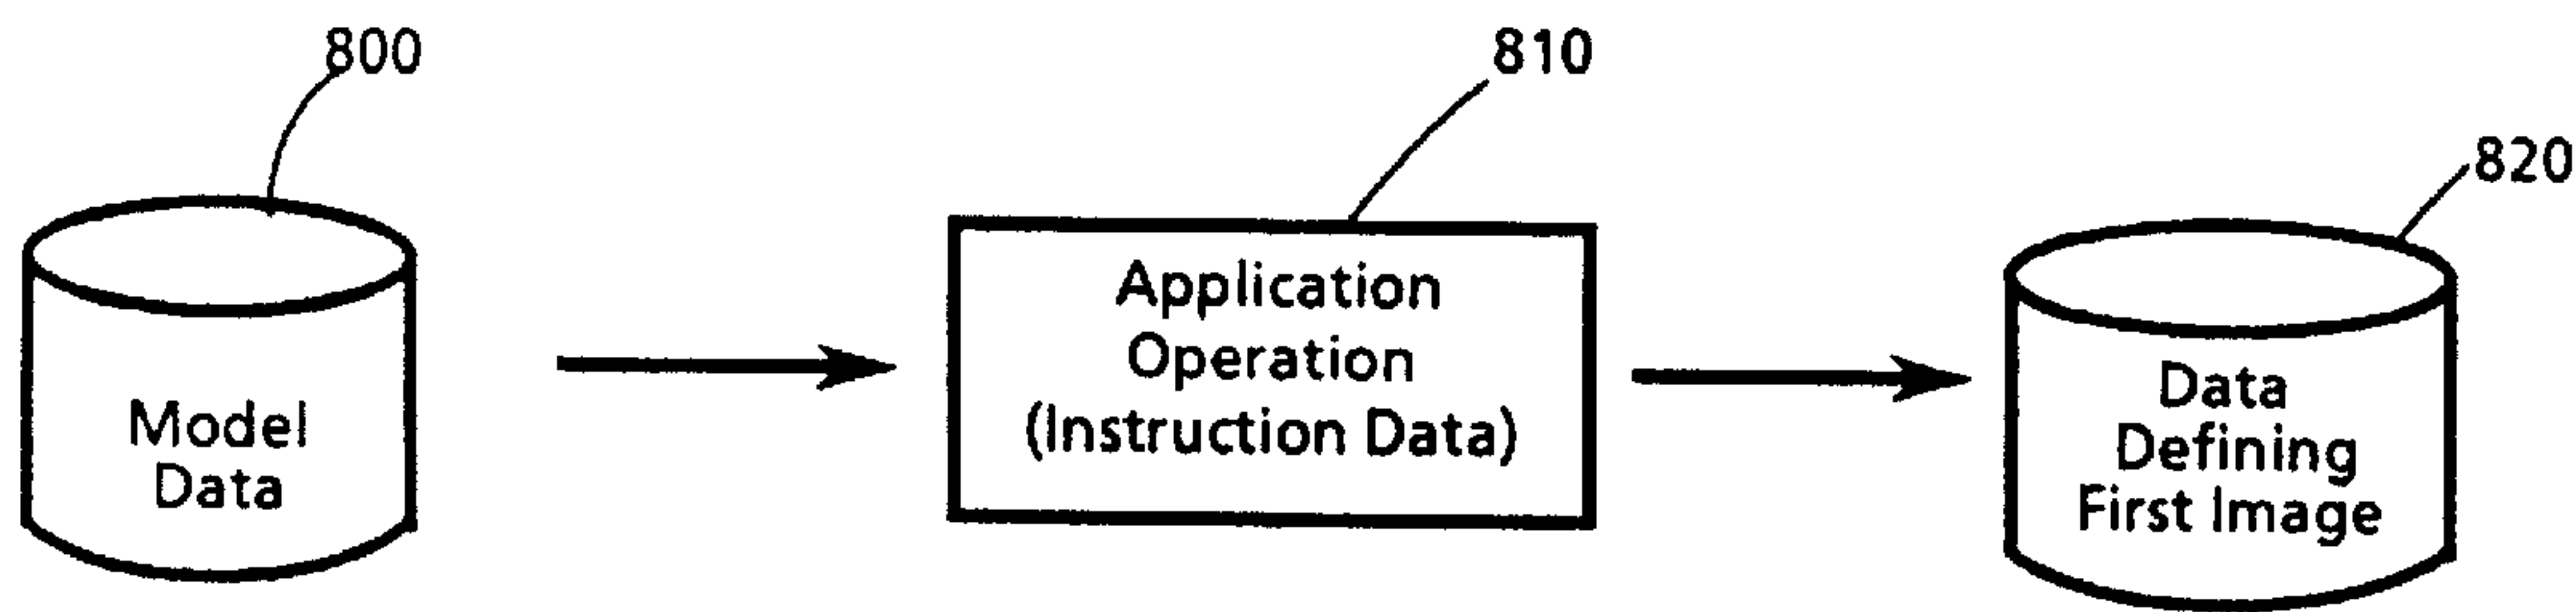 800
810
820
Model
Data
Application
Operation
(Instruction Data)
Data
Defining
First Image